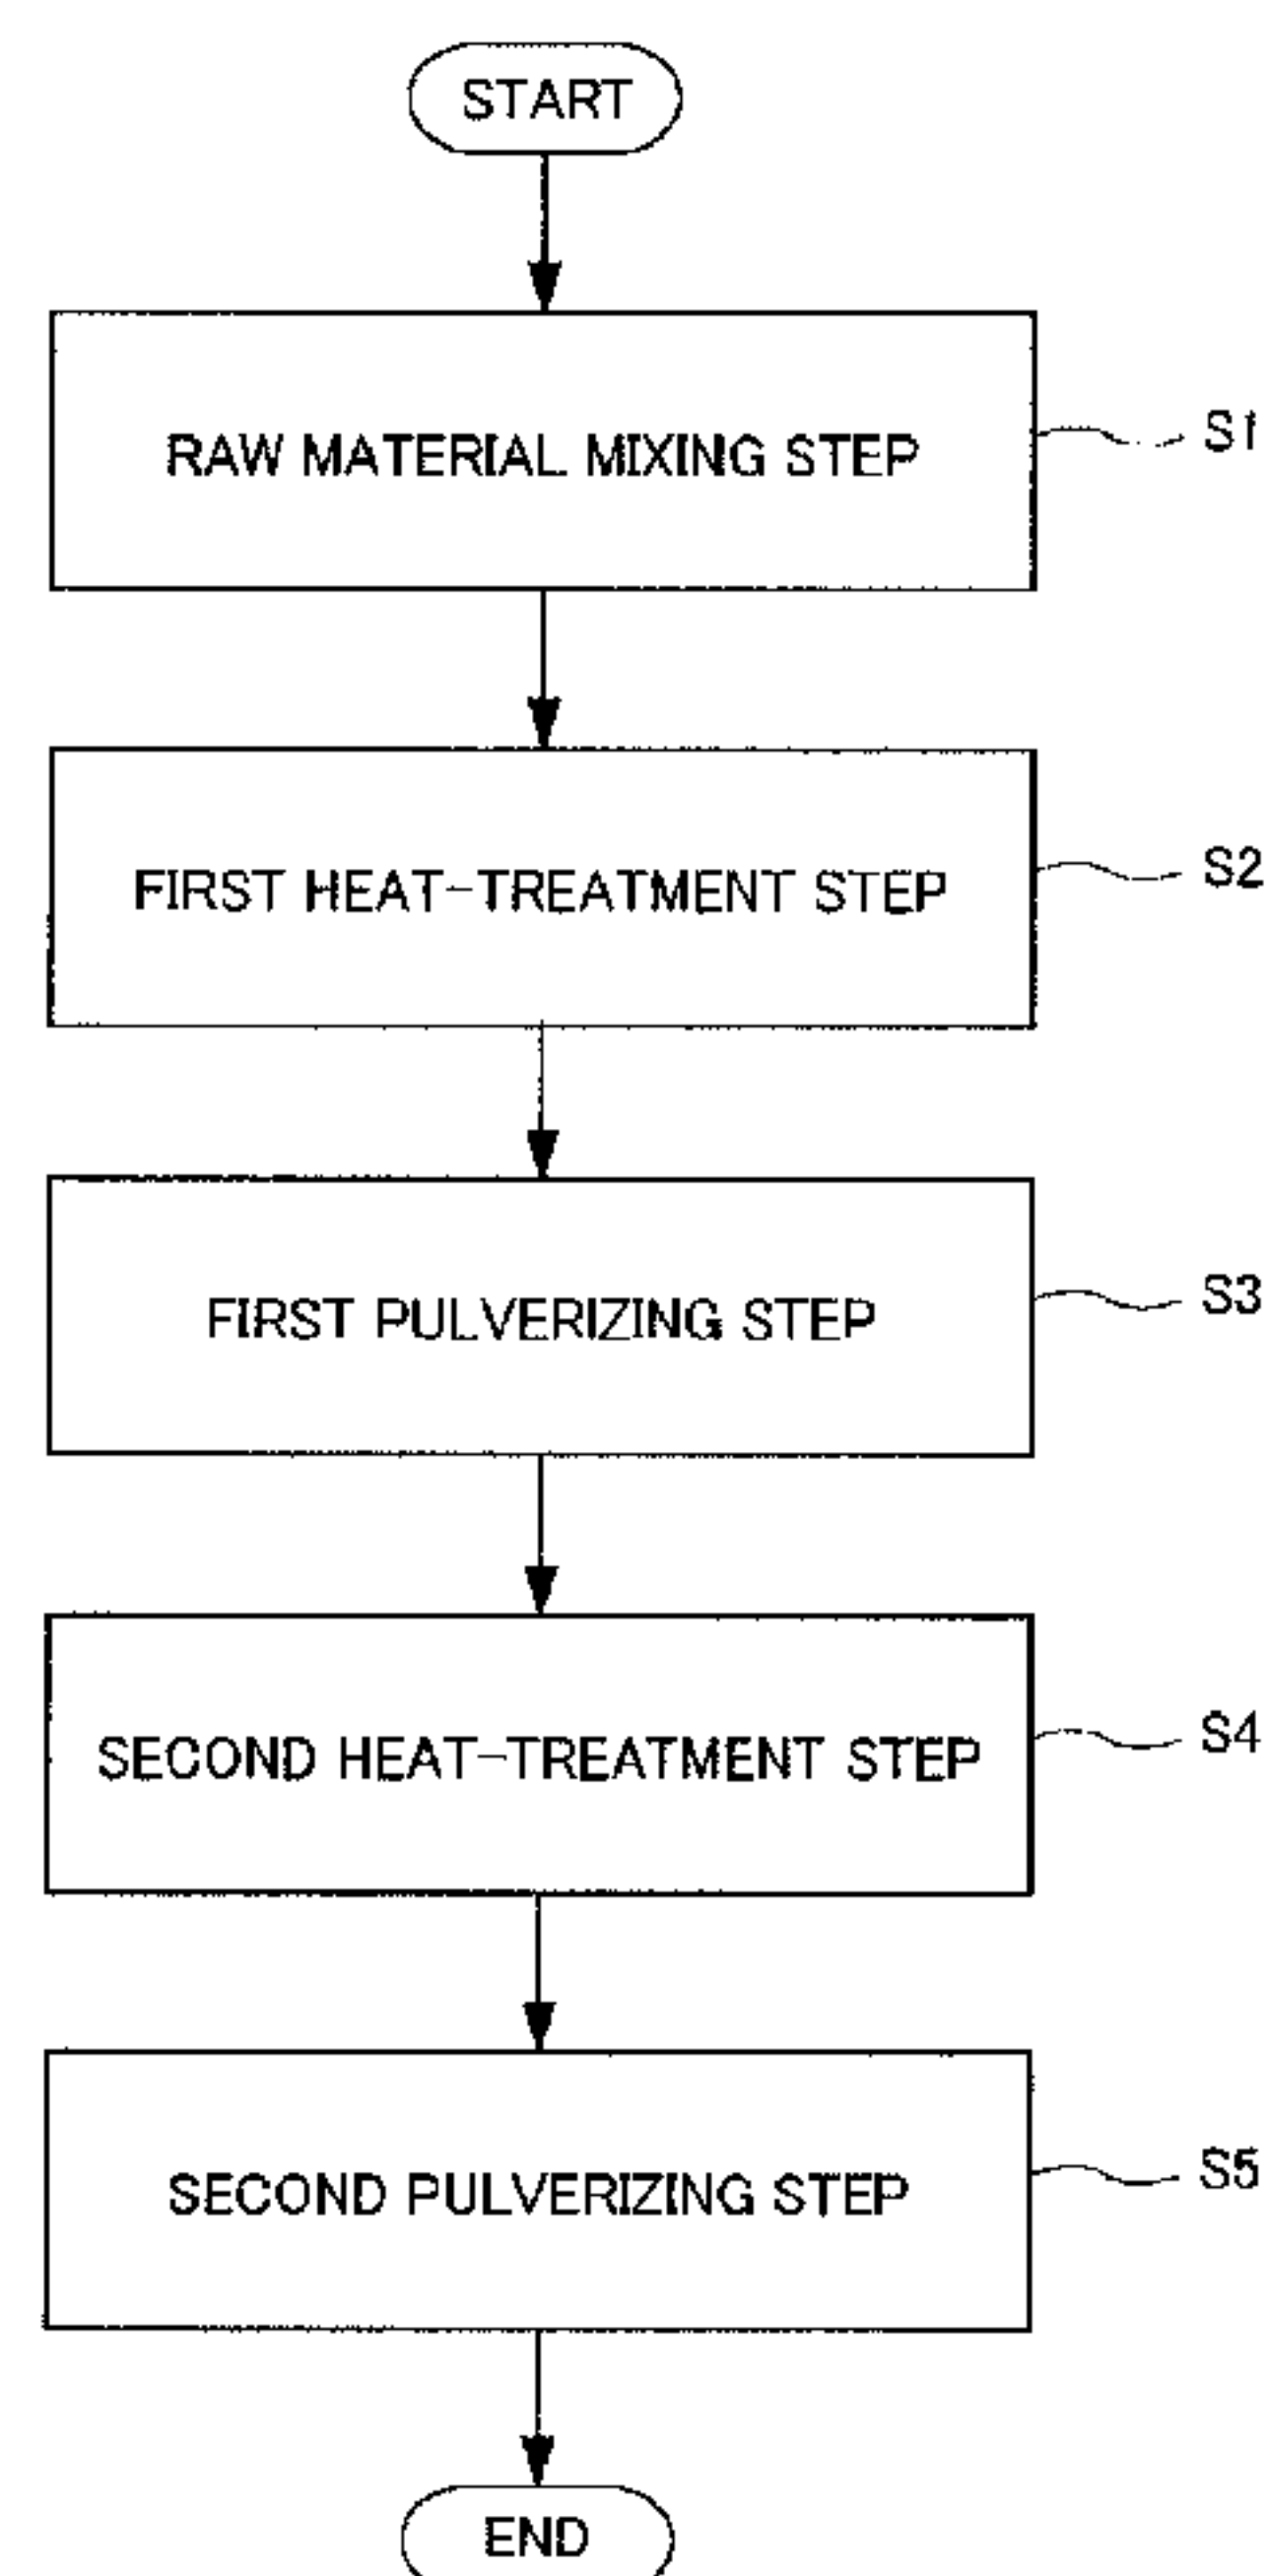 START
RAW MATERIAL MIXING STEP
S1
FIRST HEAT-TREATMENT STEP
S2
FIRST PULVERIZING STEP
S3
SECOND HEAT-TREATMENT STEP
S4
SECOND PULVERIZING STEP
S5
END